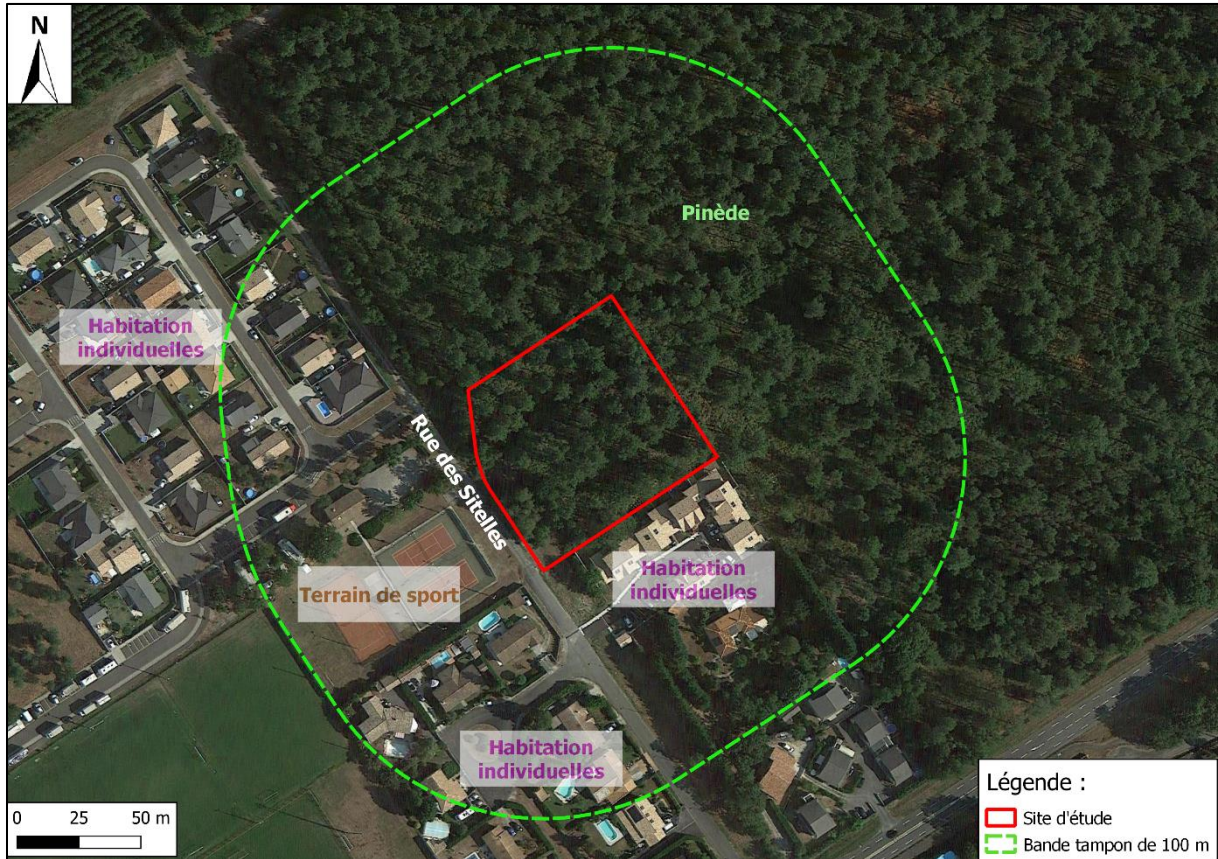 N
Pinède
Habitation
individuelles
Rue des Sitelles
Terrain de sport
Habitation
individuelles
Habitation
individuelles
0 25 50 m
Légende :
Site d'étude
Bande tampon de 100 m